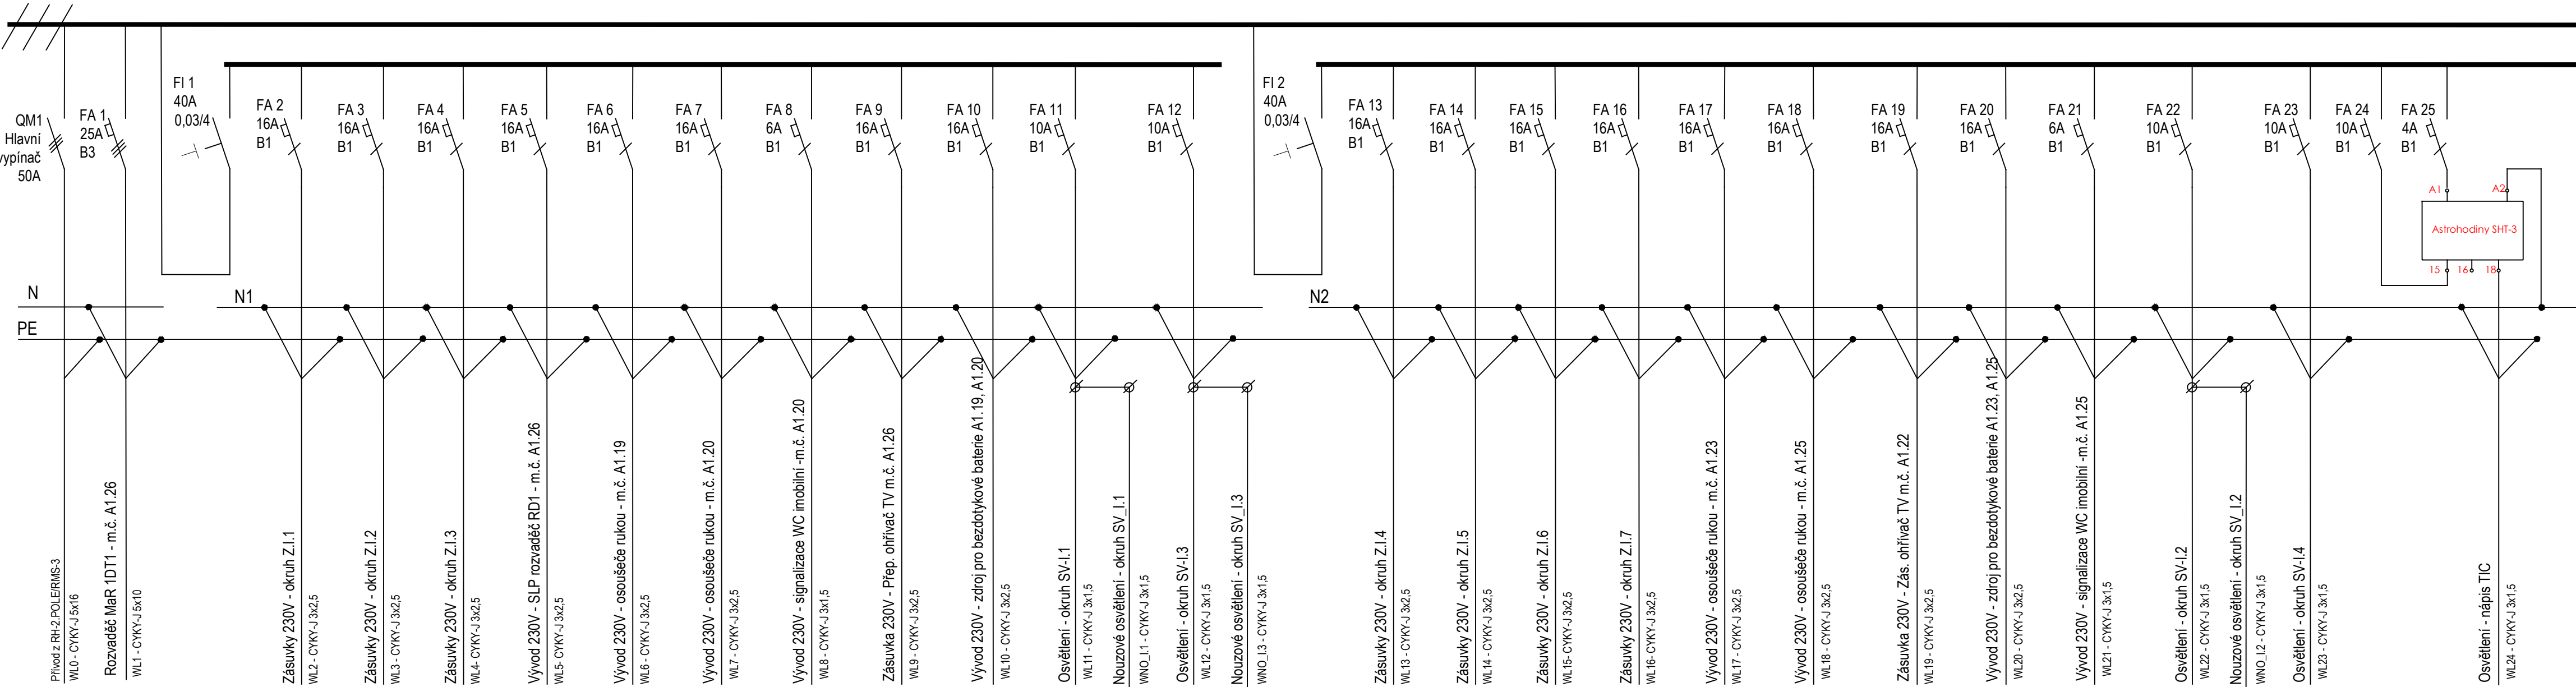 QM1
Hlavní
vypínač
50A
FA 1
25A
B3
FI 1
40A
0,03/4
FA 2
16A
B1
FA 3
16A
B1
FA 4
16A
B1
FA 5
16A
B1
FA 6
16A
B1
FA 7
16A
B1
FA 8
6A
B1
FA 9
16A
B1
FA 10
16A
B1
FA 11
10A
B1
FA 12
10A
B1
FI 2
40A
0,03/4
FA 13
16A
B1
FA 14
16A
B1
FA 15
16A
B1
FA 16
16A
B1
FA 17
16A
B1
FA 18
16A
B1
FA 19
16A
B1
FA 20
16A
B1
FA 21
6A
B1
FA 22
10A
B1
FA 23
10A
B1
FA 24
10A
B1
FA 25
4A
B1
A1
A2
Astrohodiny SHT-3
15
16
18
N
N1
N2
PE
Přívod z RH-2.POLE/RMS-3
WL0 - CYKY-J 5x16
Rozvaděč MaR 1DT1 - m.č. A1.26
WL1 - CYKY-J 5x10
Zásuvky 230V - okruh Z.I.1
WL2 - CYKY-J 3x2,5
Zásuvky 230V - okruh Z.I.2
WL3 - CYKY-J 3x2,5
Zásuvky 230V - okruh Z.I.3
WL4- CYKY-J 3x2,5
Vývod 230V - SLP rozvaděč RD1 - m.č. A1.26
WL5- CYKY-J 3x2,5
Vývod 230V - osoušeče rukou - m.č. A1.19
WL6 - CYKY-J 3x2,5
Vývod 230V - osoušeče rukou - m.č. A1.20
WL7 - CYKY-J 3x2,5
Vývod 230V - signalizace WC imobilní -m.č. A1.20
WL8 - CYKY-J 3x1,5
Zásuvka 230V - Přep. ohřívač TV m.č. A1.26
WL9 - CYKY-J 3x2,5
Vývod 230V - zdroj pro bezdotykové baterie A1.19, A1.20
WL10 - CYKY-J 3x2,5
Osvětlení - okruh SV-I.1
WL11 - CYKY-J 3x1,5
Nouzové osvětlení - okruh SV_I.1
WNO_I.1 - CYKY-J 3x1,5
Osvětlení - okruh SV-I.3
WL12 - CYKY-J 3x1,5
Nouzové osvětlení - okruh SV_I.3
WNO_I.3 - CYKY-J 3x1,5
Zásuvky 230V - okruh Z.I.4
WL13 - CYKY-J 3x2,5
Zásuvky 230V - okruh Z.I.5
WL14 - CYKY-J 3x2,5
Zásuvky 230V - okruh Z.I.6
WL15- CYKY-J 3x2,5
Zásuvky 230V - okruh Z.I.7
WL16- CYKY-J 3x2,5
Vývod 230V - osoušeče rukou - m.č. A1.23
WL17 - CYKY-J 3x2,5
Vývod 230V - osoušeče rukou - m.č. A1.25
WL18 - CYKY-J 3x2,5
Zásuvka 230V - Zás. ohřívač TV m.č. A1.22
WL19 - CYKY-J 3x2,5
Vývod 230V - zdroj pro bezdotykové baterie A1.23, A1.25
WL20 - CYKY-J 3x2,5
Vývod 230V - signalizace WC imobilní -m.č. A1.25
WL21 - CYKY-J 3x1,5
Osvětlení - okruh SV-I.2
WL22 - CYKY-J 3x1,5
Nouzové osvětlení - okruh SV_I.2
WNO_I.2 - CYKY-J 3x1,5
Osvětlení - okruh SV-I.4
WL23 - CYKY-J 3x1,5
Osvětlení - nápis TIC
WL24 - CYKY-J 3x1,5